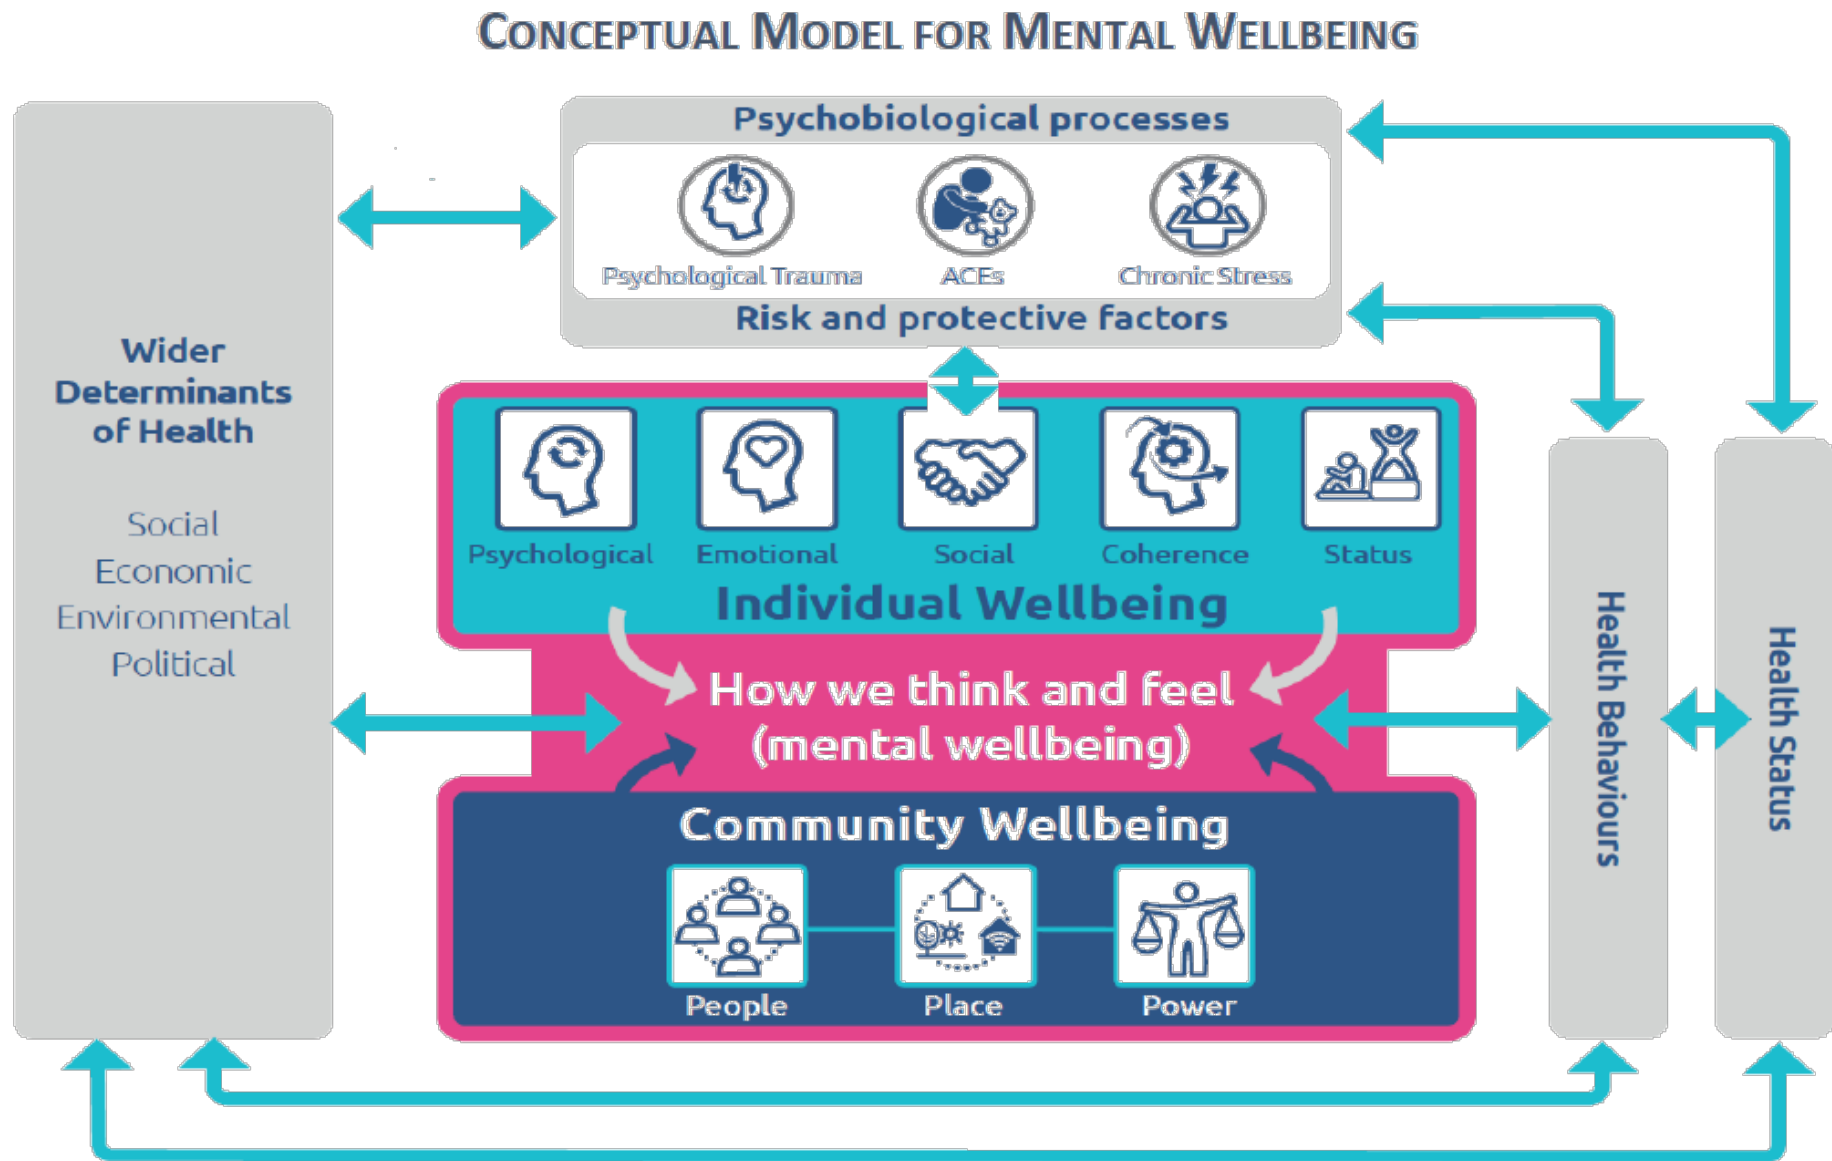 CONCEPTUAL MODEL FOR MENTAL WELLBEING
Psychobiological processes
Psychological Trauma
ACEs
Chronic Stress
Risk and protective factors
Wider
Determinants
of Health
Social
Economic
Environmental
Political
Psychological
Emotional
Social
Coherence
Status
Individual Wellbeing
How we think and feel
(mental wellbeing)
Community Wellbeing
People
Place
Power
Health Behaviours
Health Status